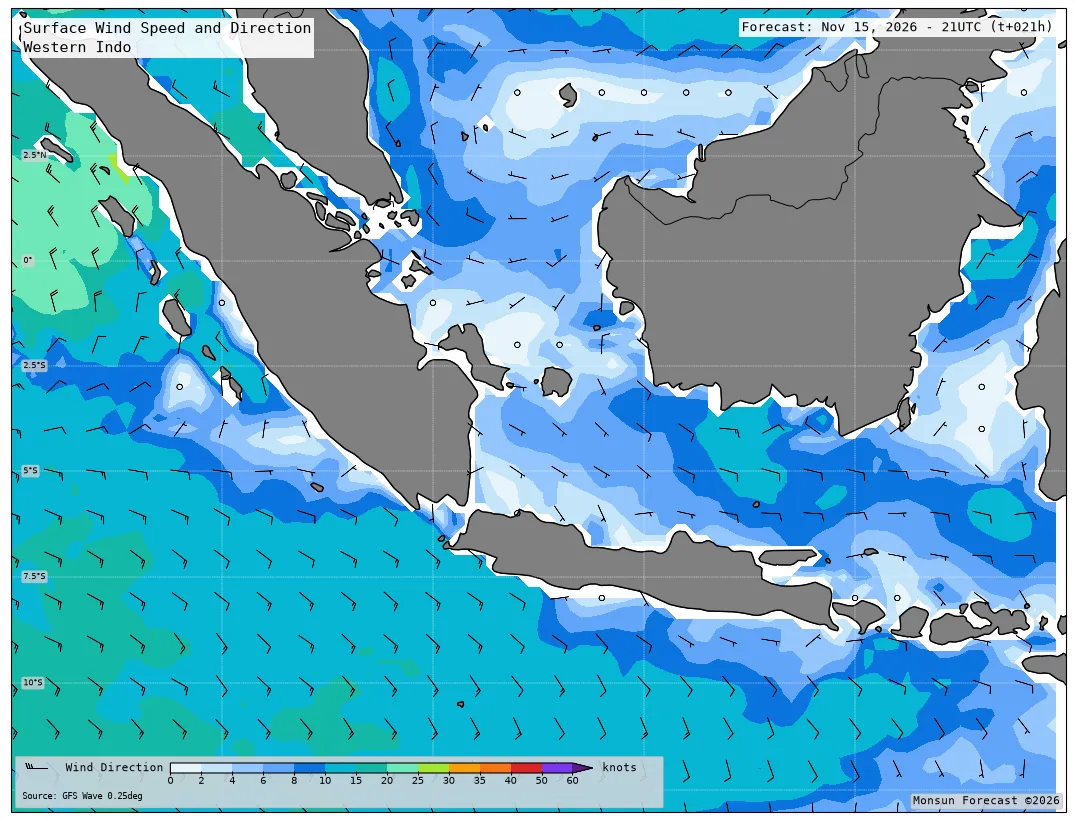 Surface Wind Speed and Direction
Western Indo
Forecast: Nov 15, 2026 - 21UTC (t+021h)
2.5°N
0°
2.5°S
5°S
7.5°S
10°S
Wind Direction
0 2 4 6 8 10 15 20 25 30 35 40 50 60
knots
Source: GFS Wave 0.25deg
Monsun Forecast ©2026